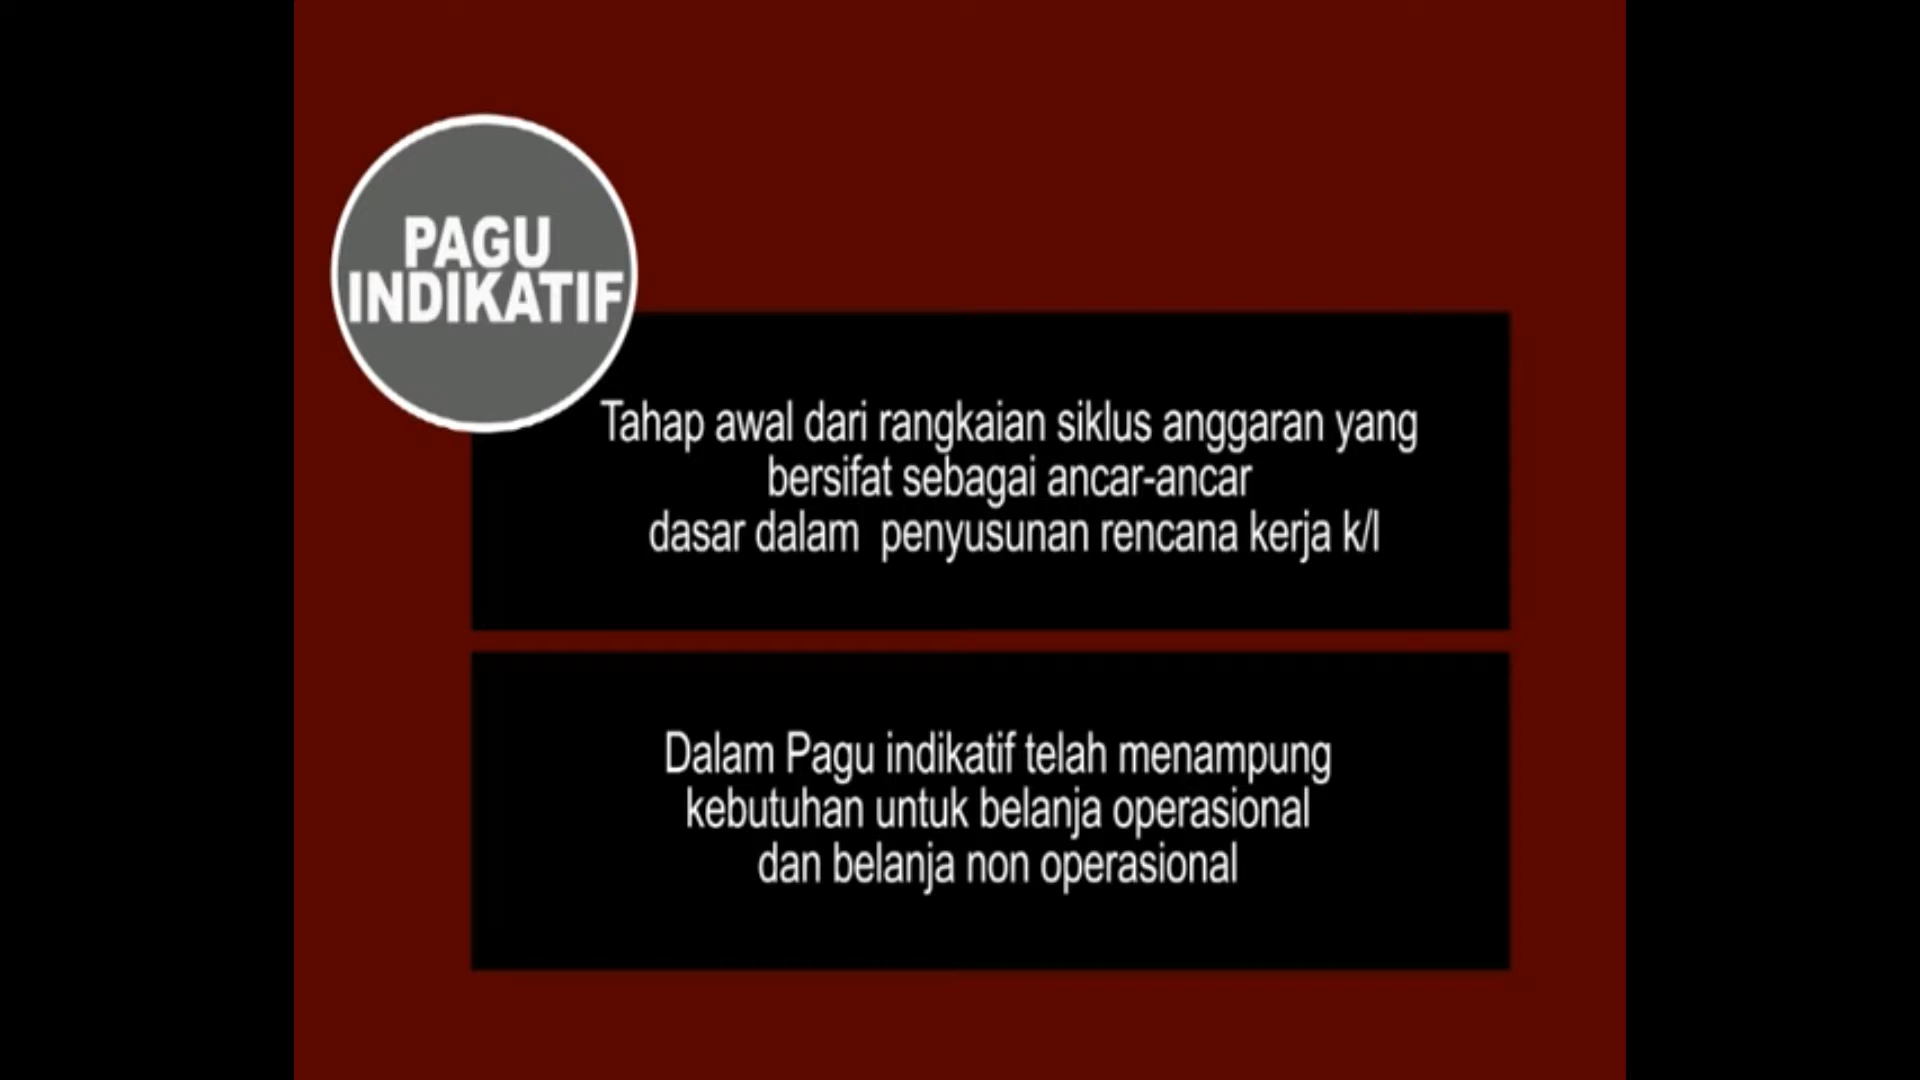 PAGU
INDIKATIF
Tahap awal dari rangkaian siklus anggaran yang
bersifat sebagai ancar-ancar
dasar dalam  penyusunan rencana kerja k/l
Dalam Pagu indikatif telah menampung
kebutuhan untuk belanja operasional
dan belanja non operasional